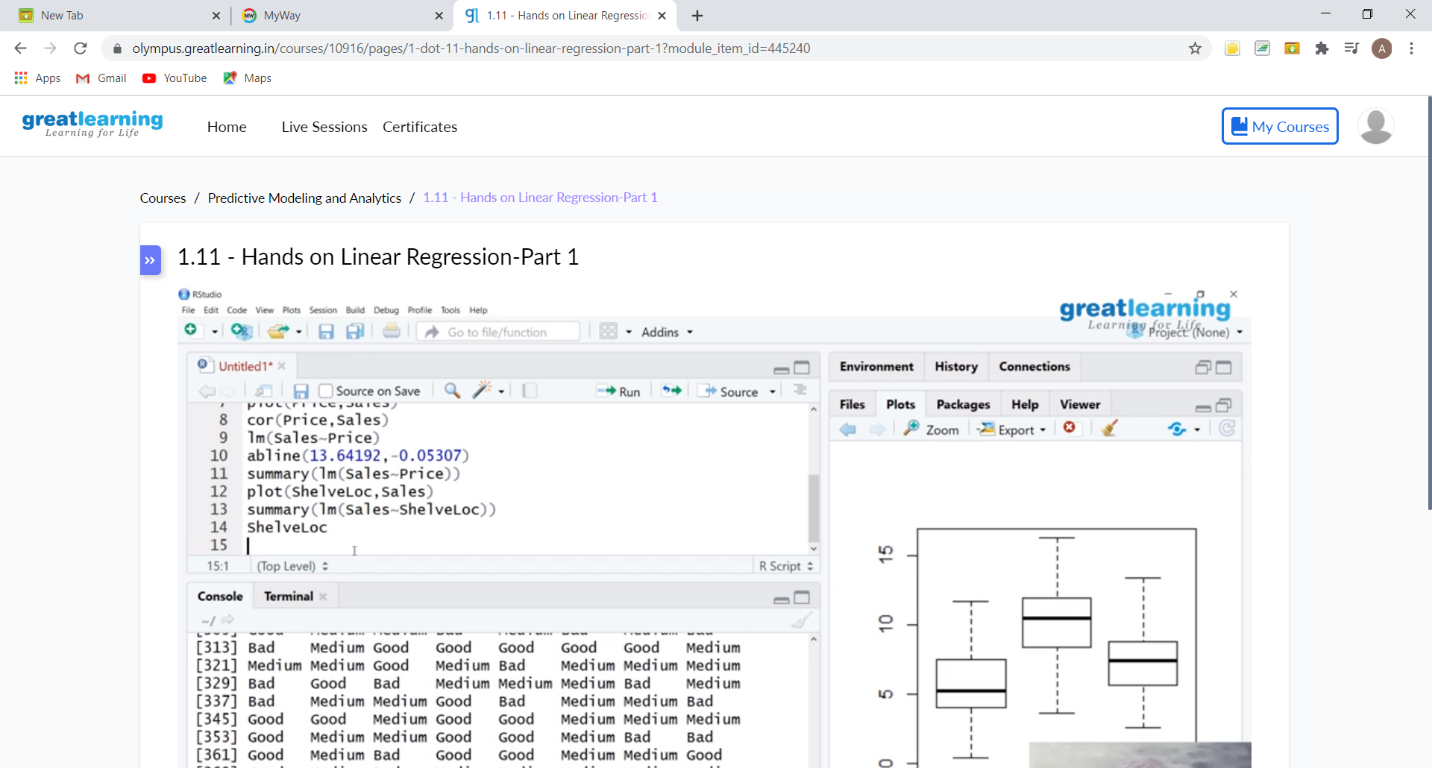 New Tab
MyWay
1.11 - Hands on Linear Regressio
olympus.greatlearning.in/courses/10916/pages/1-dot-11-hands-on-linear-regression-part-1?module_item_id=445240
A
Apps Gmail YouTube Maps
greatlearning
Learning for Life
Home Live Sessions Certificates
My Courses
Courses / Predictive Modeling and Analytics / 1.11 - Hands on Linear Regression-Part 1
1.11 - Hands on Linear Regression-Part 1
RStudio
File Edit Code View Plots Session Build Debug Profile Tools Help
greatlearning
Learning for Life
Go to file/function
Addins
Project: (None)
Untitled1*
Source on Save
Run
Source
7 plot(Price,Sales)
8 cor(Price,Sales)
9 lm(Sales~Price)
10 abline(13.64192,-0.05307)
11 summary(lm(Sales~Price))
12 plot(ShelveLoc,Sales)
13 summary(lm(Sales~ShelveLoc))
14 ShelveLoc
15
15:1 (Top Level) R Script
Console Terminal
~/
[313] Bad Medium Good Good Good Good Good Medium
[321] Medium Medium Good Medium Bad Medium Medium Medium
[329] Bad Good Bad Medium Medium Medium Bad Medium
[337] Bad Medium Medium Good Bad Medium Medium Bad
[345] Good Good Medium Good Good Medium Medium Medium
[353] Good Medium Medium Good Good Medium Bad Bad
[361] Good Medium Bad Good Good Medium Medium Good
Environment History Connections
Files Plots Packages Help Viewer
Zoom Export
15
10
5
0